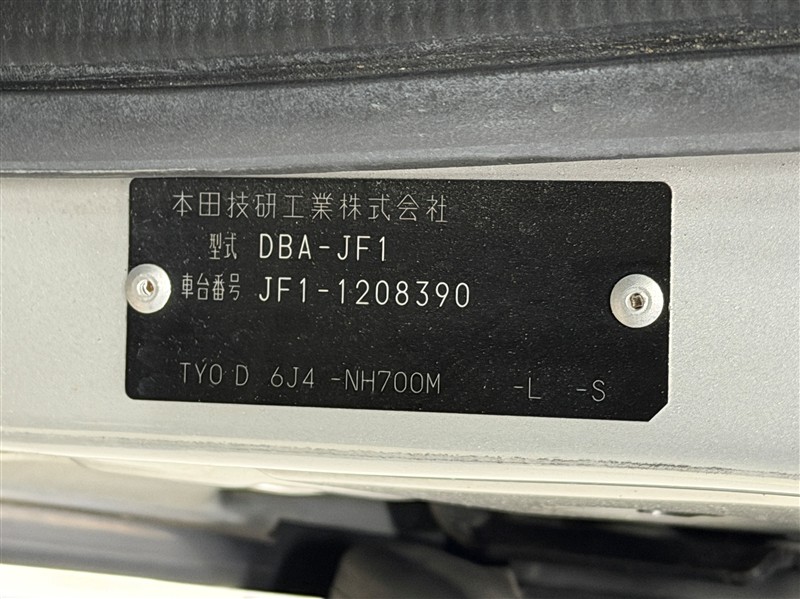 本田技研工業株式会社
型式 DBA-JF1
車台番号 JF1-1208390
TYO D 6J4 -NH700M -L -S